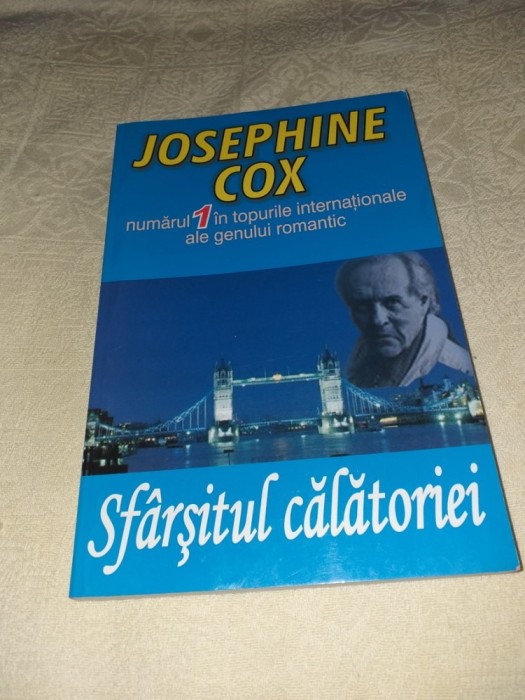 JOSEPHINE
COX
numărul 1 în topurile internaționale
ale genului romantic
Sfârșitul călătoriei